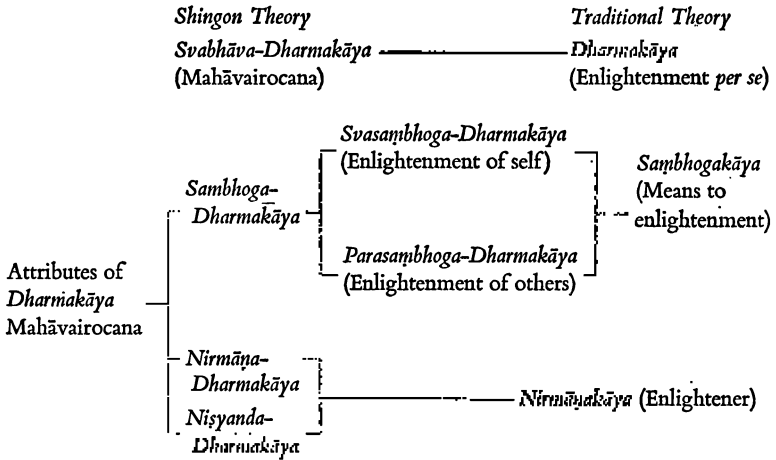 Shingon Theory Traditional Theory
Svabhāva-Dharmakāya Dharmakāya
(Mahāvairocana) (Enlightenment per se)
Svasaṃbhoga-Dharmakāya
(Enlightenment of self)
Saṃbhogakāya
(Means to
enlightenment)
Sambhoga-
Dharmakāya
Parasaṃbhoga-Dharmakāya
(Enlightenment of others)
Attributes of
Dharmakāya
Mahāvairocana
Nirmāṇa-
Dharmakāya
Niṣyanda-
Dharmakāya
Nirmāṇakāya (Enlightener)